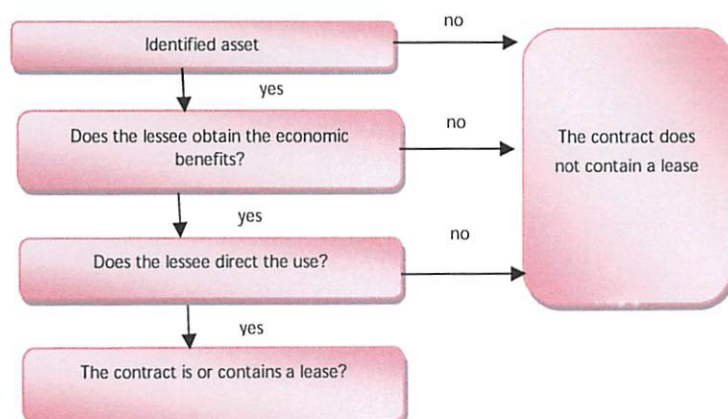 Identified asset
no
yes
Does the lessee obtain the economic
benefits?
no
The contract does
not contain a lease
yes
no
Does the lessee direct the use?
yes
The contract is or contains a lease?